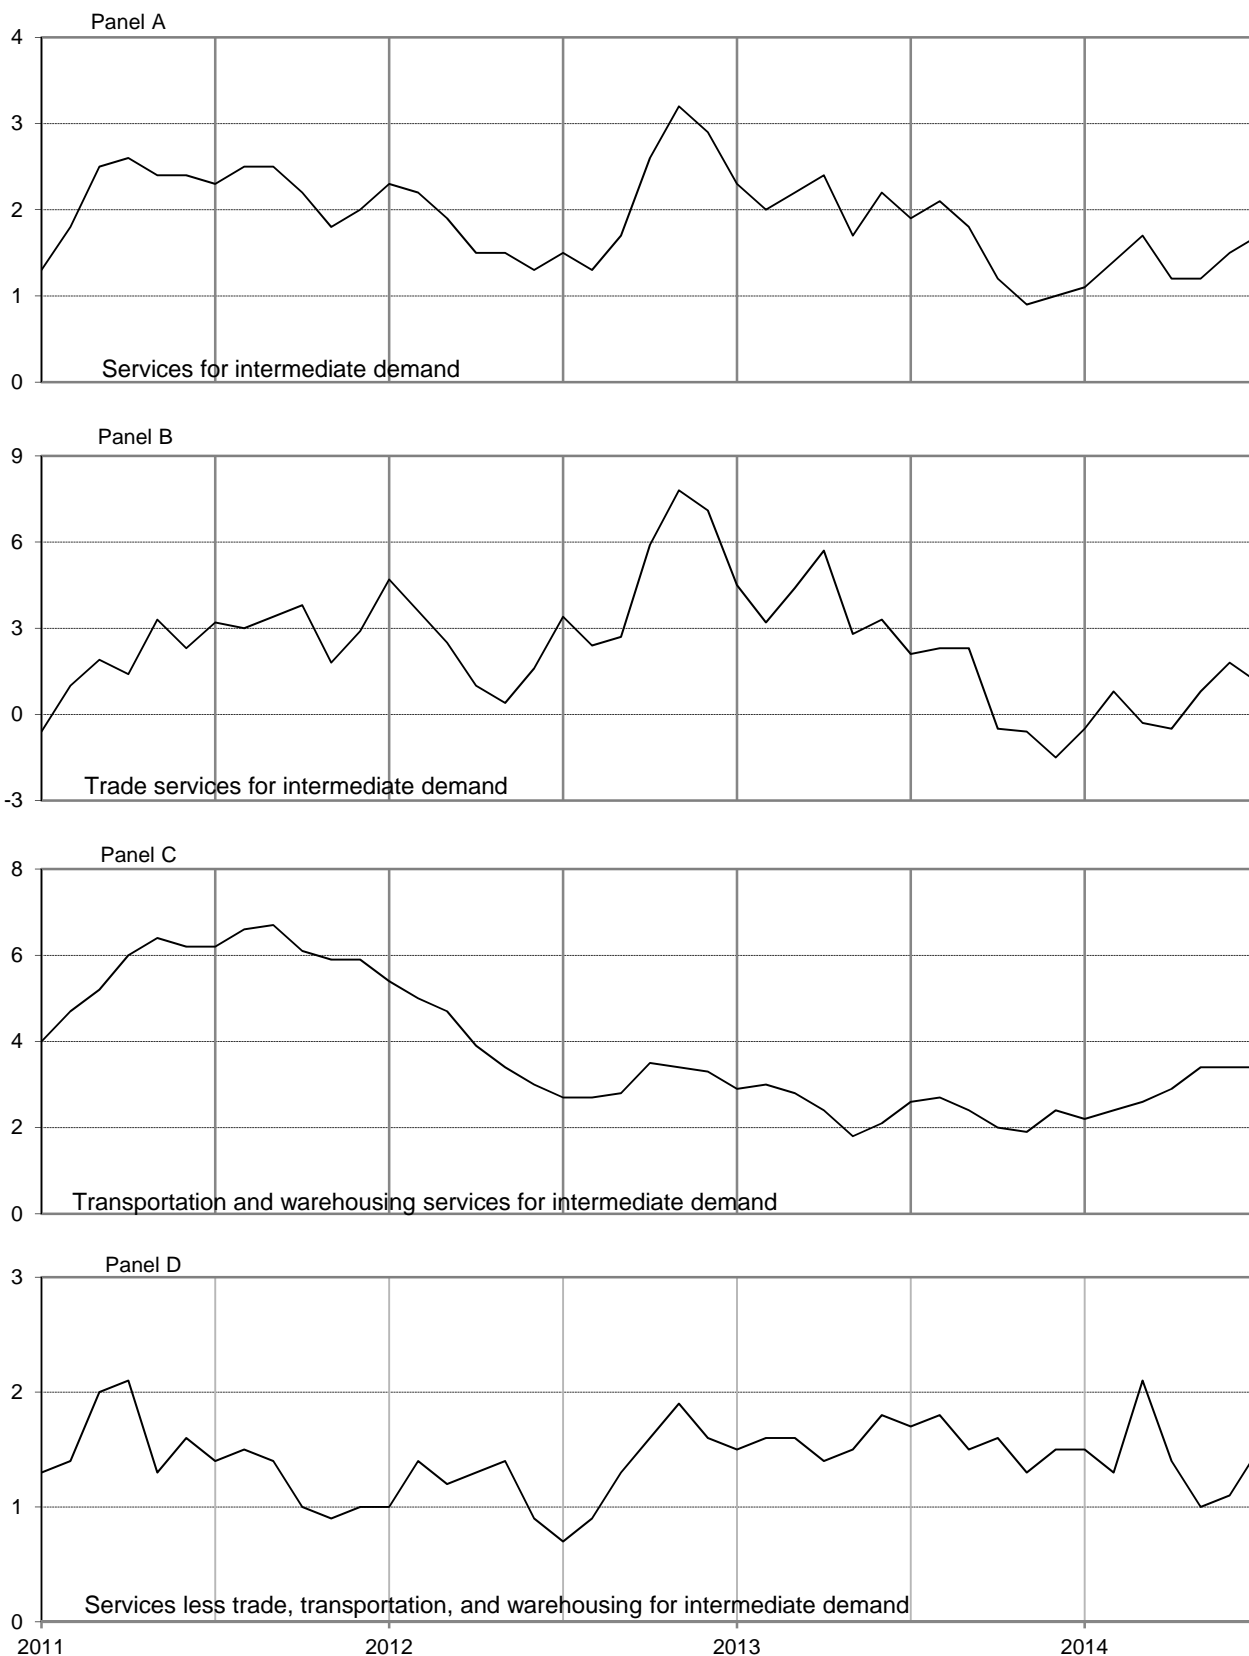 Panel A
4
3
2
1
0
Services for intermediate demand
Panel B
9
6
3
0
-3
Trade services for intermediate demand
Panel C
8
6
4
2
0
Transportation and warehousing services for intermediate demand
Panel D
3
2
1
0
Services less trade, transportation, and warehousing for intermediate demand
2011 2012 2013 2014